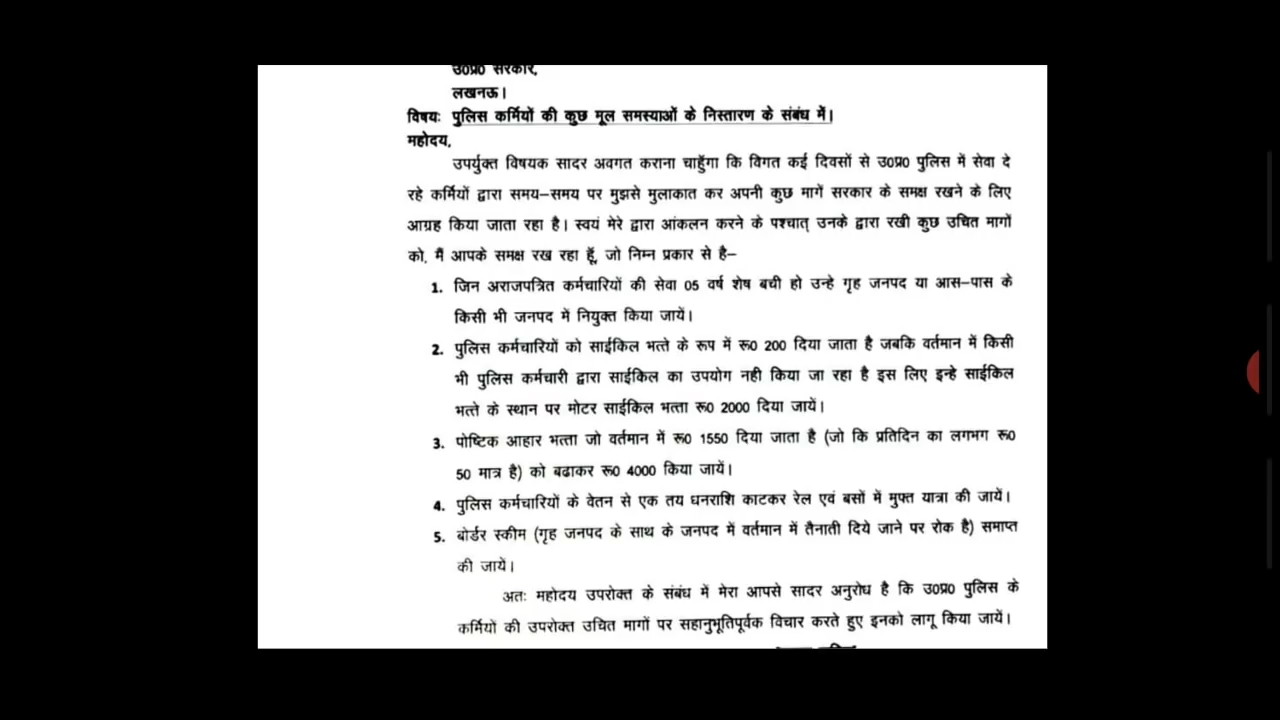 उ0प्र0 सरकार,
लखनऊ।
विषयः पुलिस कर्मियों की कुछ मूल समस्याओं के निस्तारण के संबंध में।
महोदय,
उपर्युक्त विषयक सादर अवगत कराना चाहुँगा कि विगत कई दिवसों से उ0प्र0 पुलिस में सेवा दे
रहे कर्मियों द्वारा समय–समय पर मुझसे मुलाकात कर अपनी कुछ मागें सरकार के समक्ष रखने के लिए
आग्रह किया जाता रहा है। स्वयं मेरे द्वारा आंकलन करने के पश्चात् उनके द्वारा रखी कुछ उचित मागों
को, मैं आपके समक्ष रख रहा हूँ, जो निम्न प्रकार से है–
1. जिन अराजपत्रित कर्मचारियों की सेवा 05 वर्ष शेष बची हो उन्हे गृह जनपद या आस–पास के
किसी भी जनपद में नियुक्त किया जायें।
2. पुलिस कर्मचारियों को साईकिल भत्ते के रूप में रू0 200 दिया जाता है जबकि वर्तमान में किसी
भी पुलिस कर्मचारी द्वारा साईकिल का उपयोग नही किया जा रहा है इस लिए इन्हे साईकिल
भत्ते के स्थान पर मोटर साईकिल भत्ता रू0 2000 दिया जायें।
3. पोष्टिक आहार भत्ता जो वर्तमान में रू0 1550 दिया जाता है (जो कि प्रतिदिन का लगभग रू0
50 मात्र है) को बढाकर रू0 4000 किया जायें।
4. पुलिस कर्मचारियों के वेतन से एक तय धनराशि काटकर रेल एवं बसों में मुफ्त यात्रा की जायें।
5. बोर्डर स्कीम (गृह जनपद के साथ के जनपद में वर्तमान में तैनाती दिये जाने पर रोक है) समाप्त
की जायें।
अतः महोदय उपरोक्त के संबंध में मेरा आपसे सादर अनुरोध है कि उ0प्र0 पुलिस के
कर्मियों की उपरोक्त उचित मागों पर सहानुभूतिपूर्वक विचार करते हुए इनको लागू किया जायें।